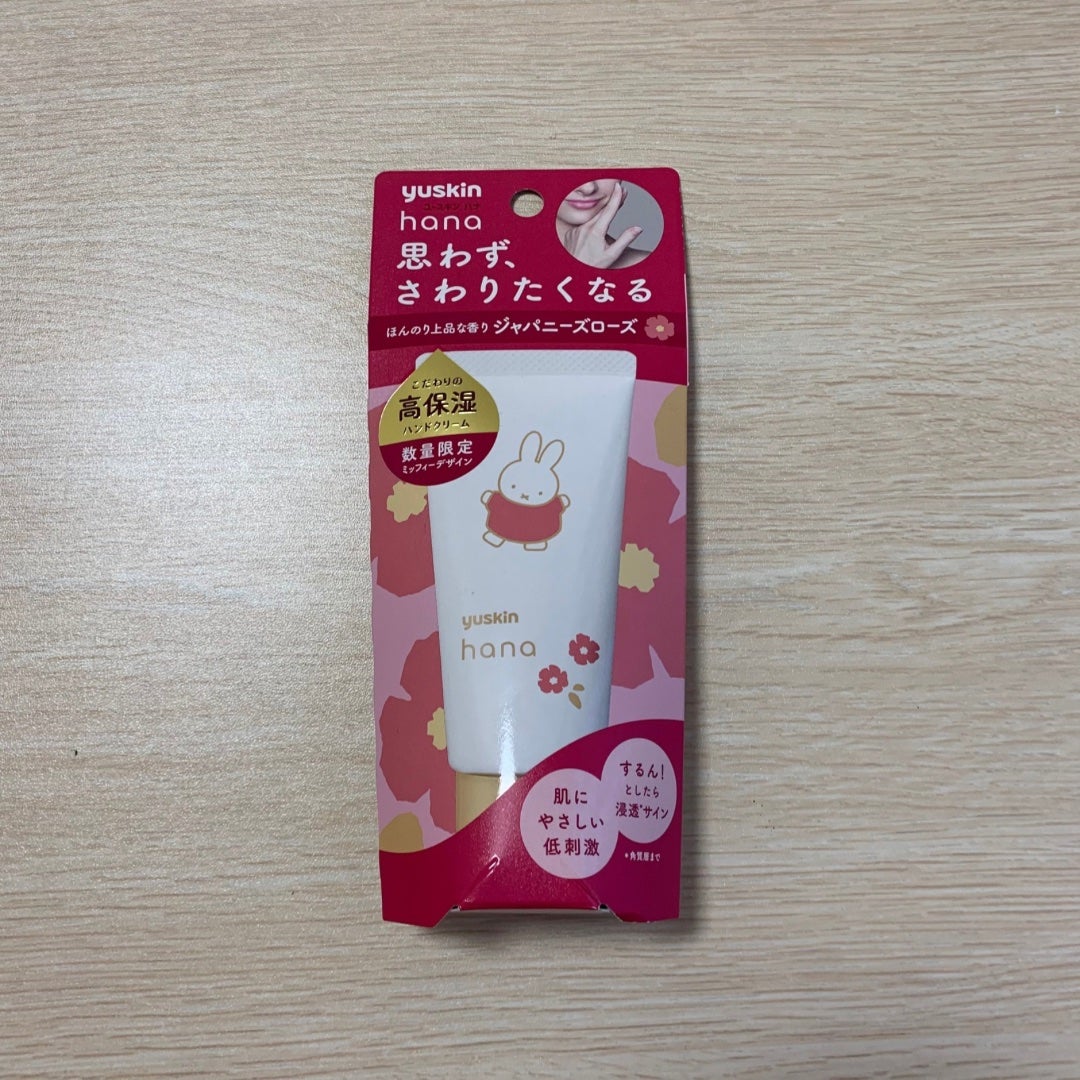 yuskin
ユースキン ハナ
hana
思わず、
さわりたくなる
ほんのり上品な香り ジャパニーズローズ
こだわりの
高保湿
ハンドクリーム
数量限定
ミッフィーデザイン
yuskin
hana
するん!
としたら
浸透*サイン
肌に
やさしい
低刺激
*角質層まで